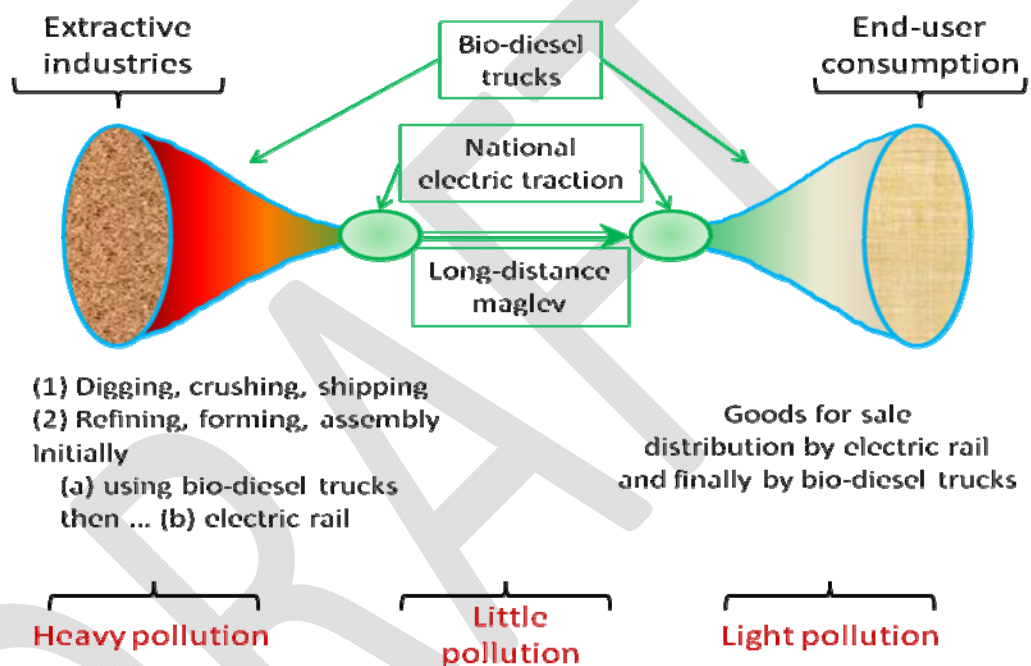 Extractive
industries
Bio-diesel
trucks
End-user
consumption
National
electric traction
Long-distance
maglev
(1) Digging, crushing, shipping
(2) Refining, forming, assembly
Initially
(a) using bio-diesel trucks
then ... (b) electric rail
Goods for sale
distribution by electric rail
and finally by bio-diesel trucks
Heavy pollution
Little
pollution
Light pollution
DRAFT